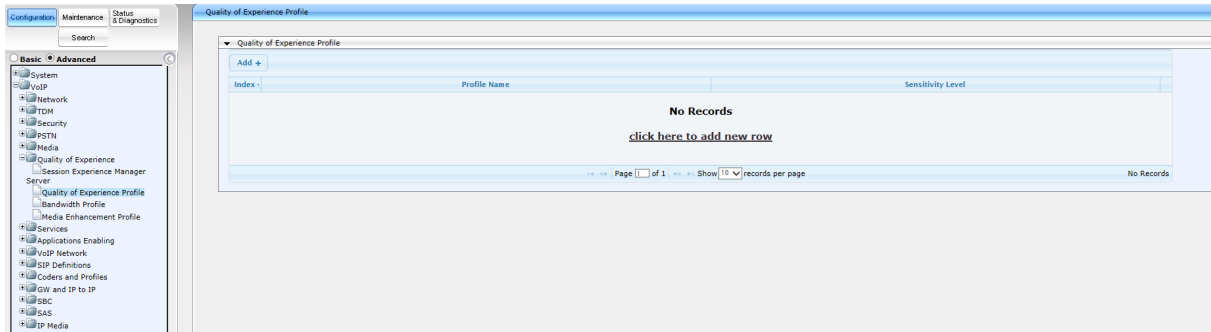 Configuration Maintenance Status & Diagnostics
Search
Basic Advanced
System
VoIP
Network
TDM
Security
PSTN
Media
Quality of Experience
Session Experience Manager
Server
Quality of Experience Profile
Bandwidth Profile
Media Enhancement Profile
Services
Applications Enabling
VoIP Network
SIP Definitions
Coders and Profiles
GW and IP to IP
SBC
SAS
IP Media
Quality of Experience Profile
Quality of Experience Profile
Add +
Index Profile Name Sensitivity Level
No Records
click here to add new row
Page 1 of 1 Show 10 records per page No Records